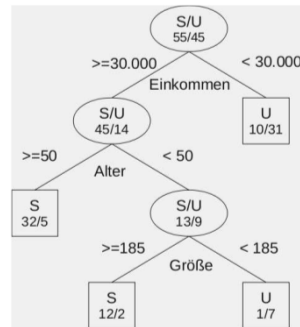 S/U
55/45
>=30.000
< 30.000
Einkommen
S/U
45/14
U
10/31
>=50
< 50
Alter
S
32/5
S/U
13/9
>=185
< 185
Größe
S
12/2
U
1/7